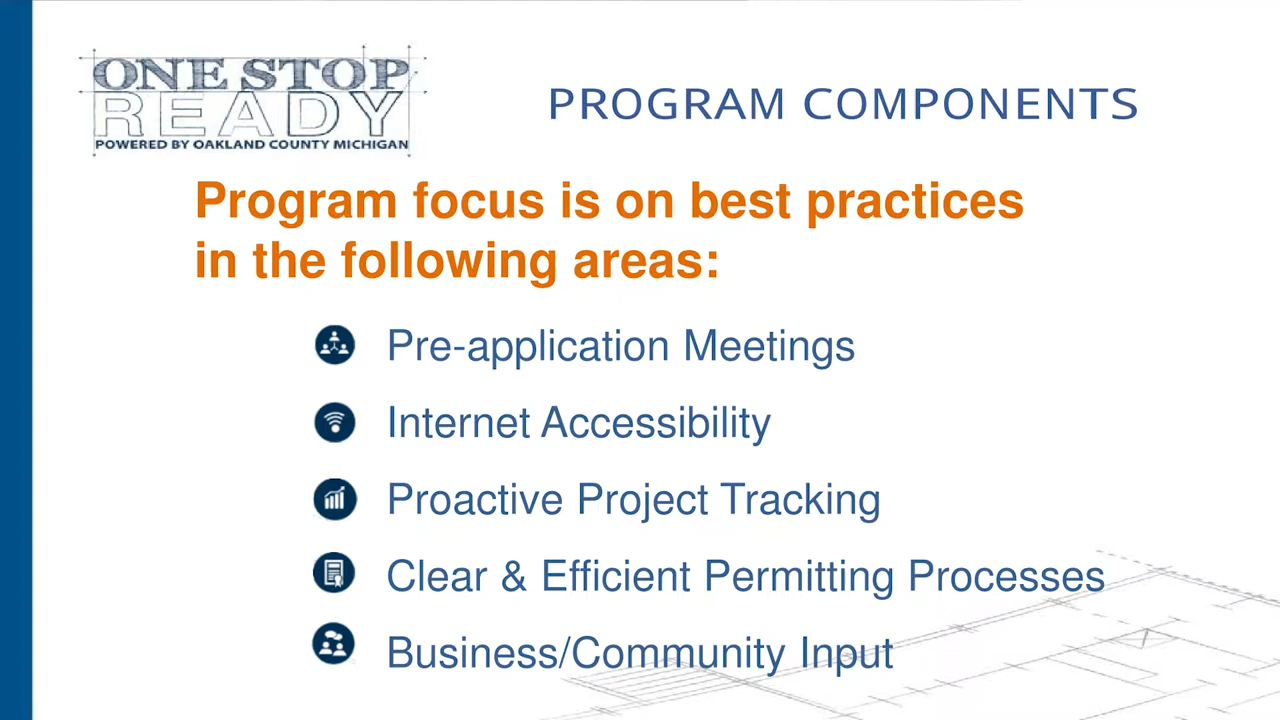 ONE STOP
READY
POWERED BY OAKLAND COUNTY MICHIGAN
PROGRAM COMPONENTS
Program focus is on best practices
in the following areas:
Pre-application Meetings
Internet Accessibility
Proactive Project Tracking
Clear & Efficient Permitting Processes
Business/Community Input